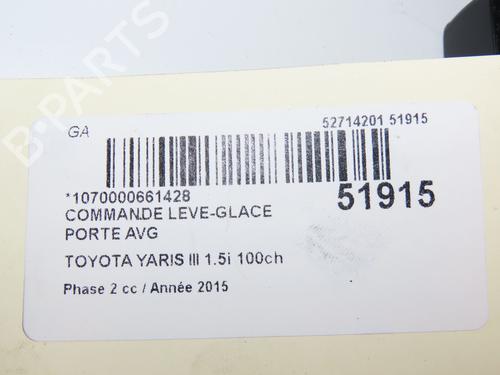 GA
52714201 51915
*1070000661428
51915
COMMANDE LEVE-GLACE
PORTE AVG
TOYOTA YARIS III 1.5i 100ch
Phase 2 cc / Année 2015
B-PARTS